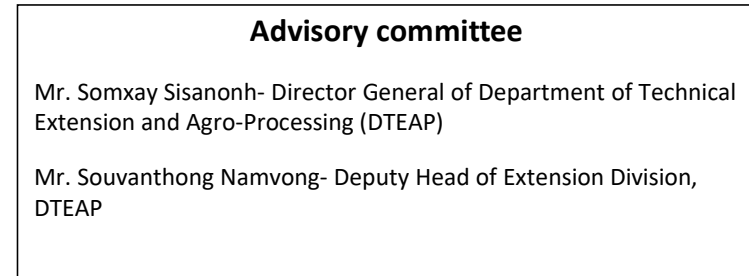 Advisory committee
Mr. Somxay Sisanonh- Director General of Department of Technical
Extension and Agro-Processing (DTEAP)
Mr. Souvanthong Namvong- Deputy Head of Extension Division,
DTEAP